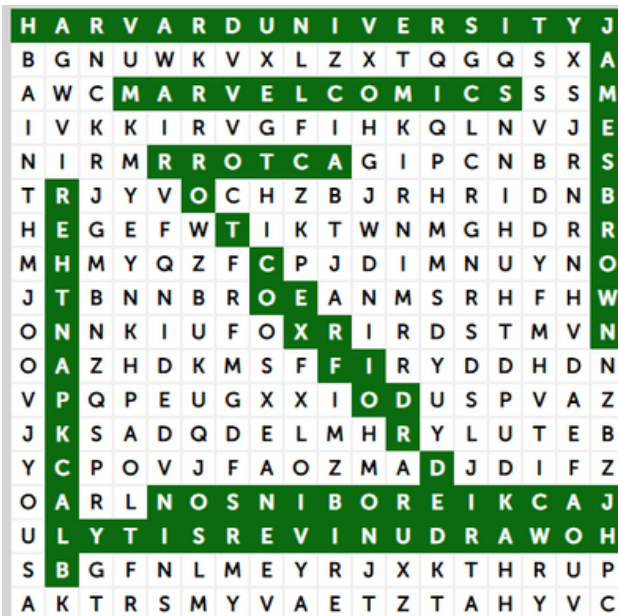 H A R V A R D U N I V E R S I T Y J
B G N U W K V X L Z X T Q G Q S X A
A W C M A R V E L C O M I C S S S M
I V K K I R V G F I H K Q L N V J E
N I R M R R O T C A G I P C N B R S
T R J Y V O C H Z B J R H R I D N B
H E G E F W T I K T W N M G H D R R
M H M Y Q Z F C P J D I M N U Y N O
J T B N N B R O E A N M S R H F H W
O N N K I U F O X R I R D S T M V N
O A Z H D K M S F F I R Y D D H D N
V P Q P E U G X X I O D U S P V A Z
J K S A D Q D E L M H R Y L U T E B
Y C P O V J F A O Z M A D J D I F Z
O A R L N O S N I B O R E I K C A J
U L Y T I S R E V I N U D R A W O H
S B G F N L M E Y R J X K T H R U P
A K T R S M Y V A E T Z T A H Y V C